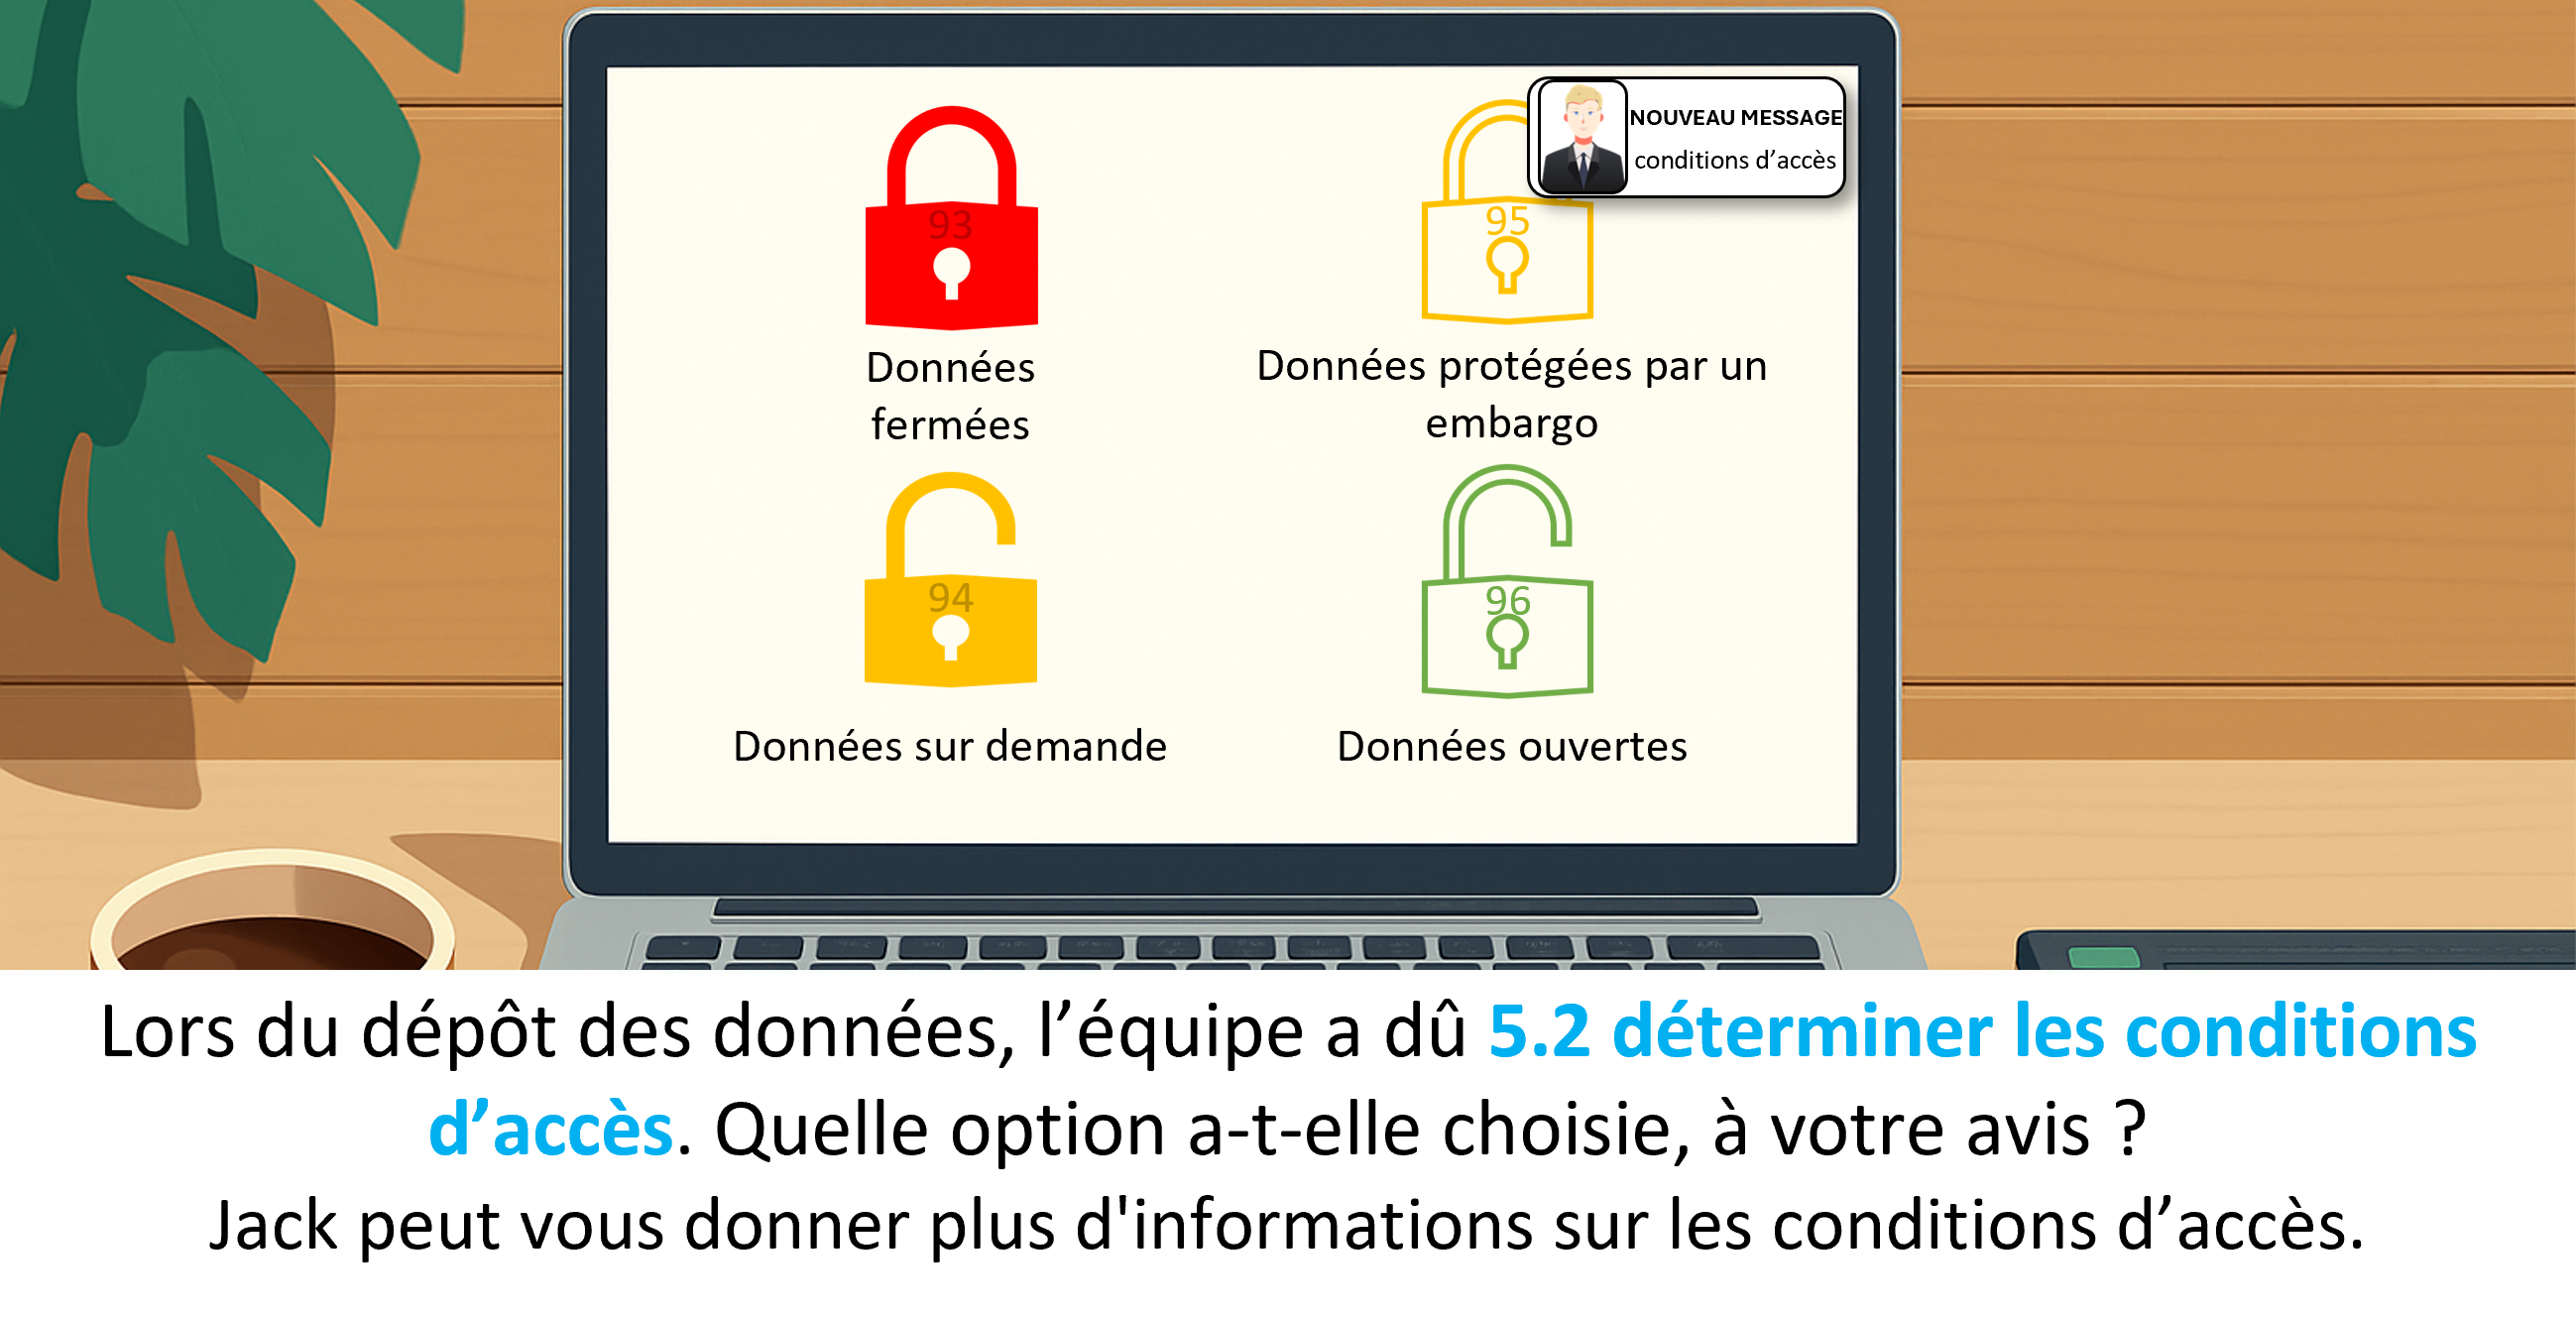 NOUVEAU MESSAGE
conditions d’accès
93
95
Données
fermées
Données protégées par un
embargo
94
96
Données sur demande
Données ouvertes
Lors du dépôt des données, l’équipe a dû 5.2 déterminer les conditions
d’accès. Quelle option a-t-elle choisie, à votre avis ?
Jack peut vous donner plus d'informations sur les conditions d’accès.